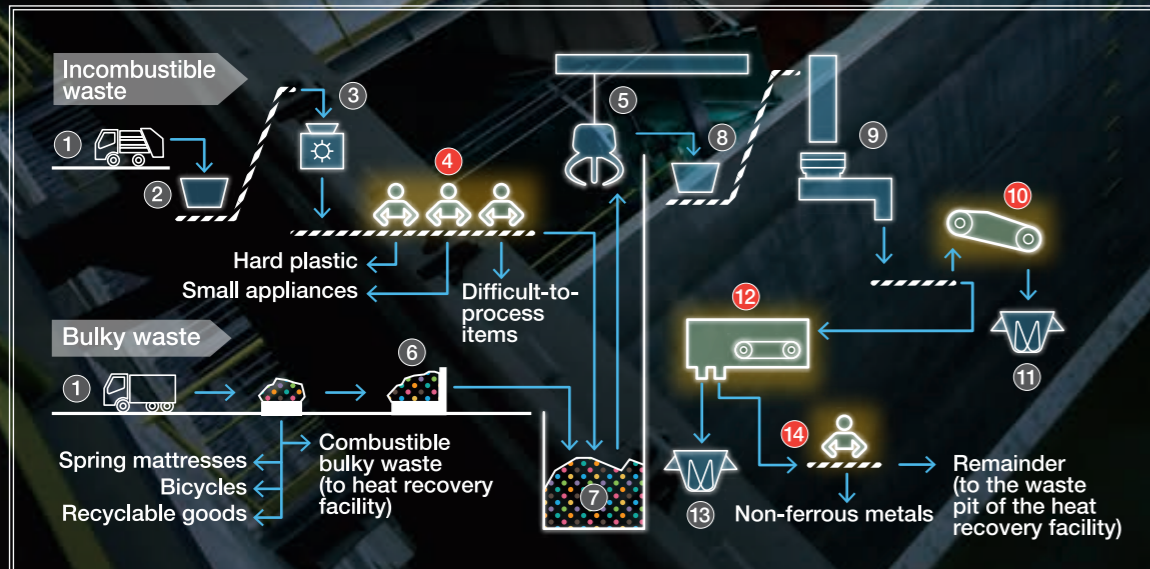 Incombustible
waste
1
2
3
4
Hard plastic
Small appliances
Difficult-to-
process
items
5
8
9
10
11
12
13
14
Non-ferrous metals
Remainder
(to the waste
pit of the heat
recovery facility)
Bulky waste
1
6
7
Spring mattresses
Bicycles
Recyclable goods
Combustible
bulky waste
(to heat recovery
facility)